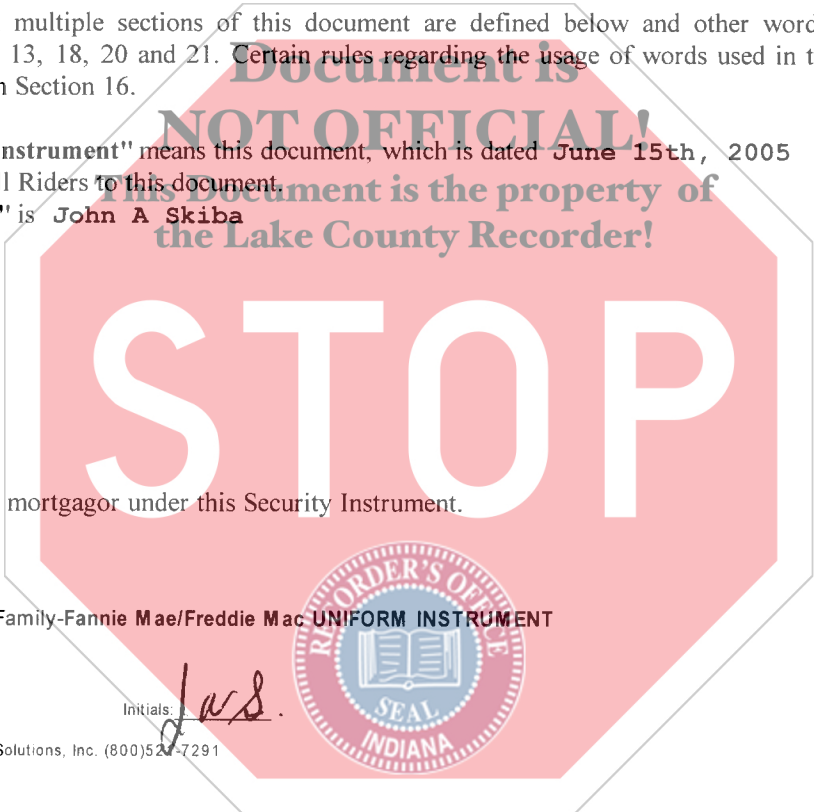 multiple sections of this document are defined below and other word
13, 18, 20 and 21. Certain rules regarding the usage of words used in t
Document is
n Section 16.
NOT OFFICIAL!
nstrument" means this document, which is dated June 15th, 2005
l Riders to this document.
This Document is the property of
" is John A Skiba
the Lake County Recorder!
STOP
mortgagor under this Security Instrument.
RECORDER'S OFFICE
Family-Fannie Mae/Freddie Mac UNIFORM INSTRUMENT
Initials: JAS.
SEAL
INDIANA
Solutions, Inc. (800)521-7291